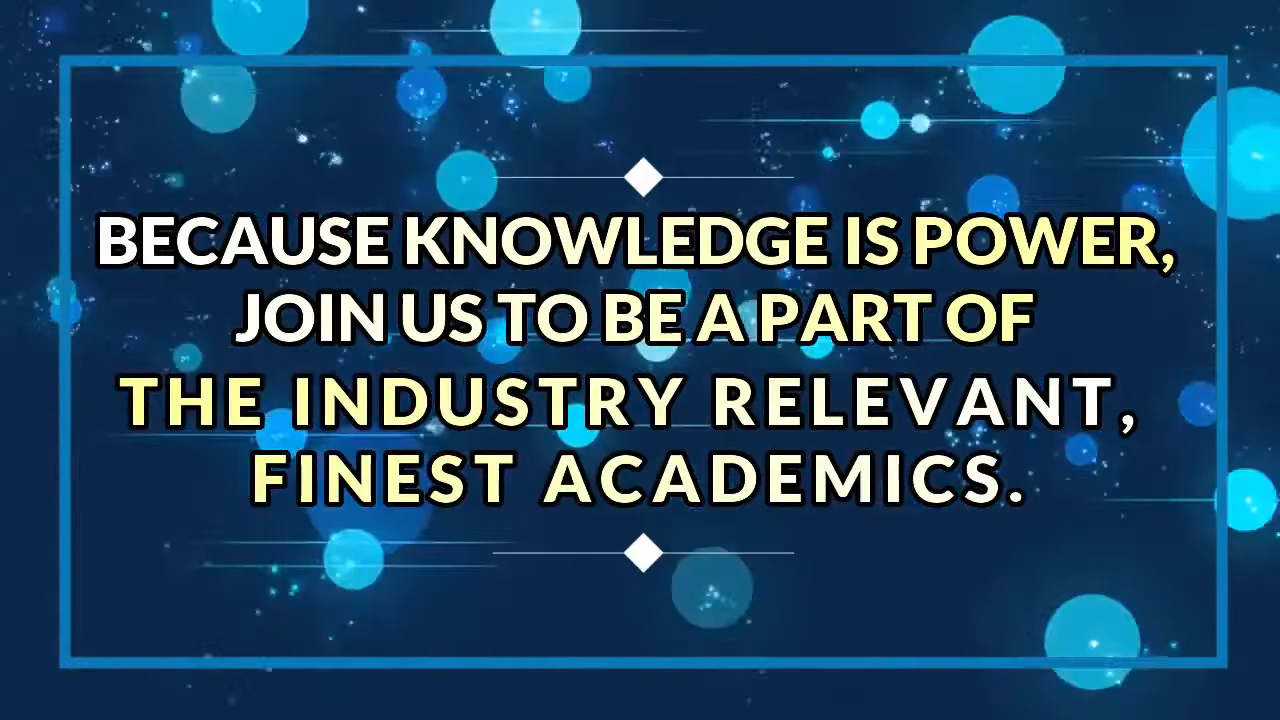 BECAUSE KNOWLEDGE IS POWER,
JOIN US TO BE A PART OF
THE INDUSTRY RELEVANT,
FINEST ACADEMICS.